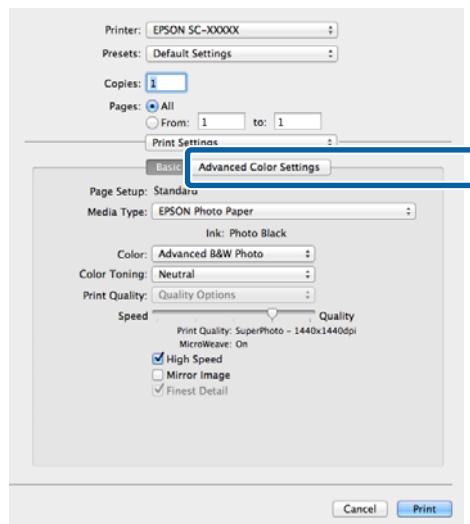 Printer: EPSON SC-XXXXX
Presets: Default Settings
Copies: 1
Pages: All
From: 1 to: 1
Print Settings
Basic Advanced Color Settings
Page Setup: Standard
Media Type: EPSON Photo Paper
Ink: Photo Black
Color: Advanced B&W Photo
Color Toning: Neutral
Print Quality: Quality Options
Speed Quality
Print Quality: SuperPhoto - 1440x1440dpi
MicroWeave: On
High Speed
Mirror Image
Finest Detail
Cancel Print